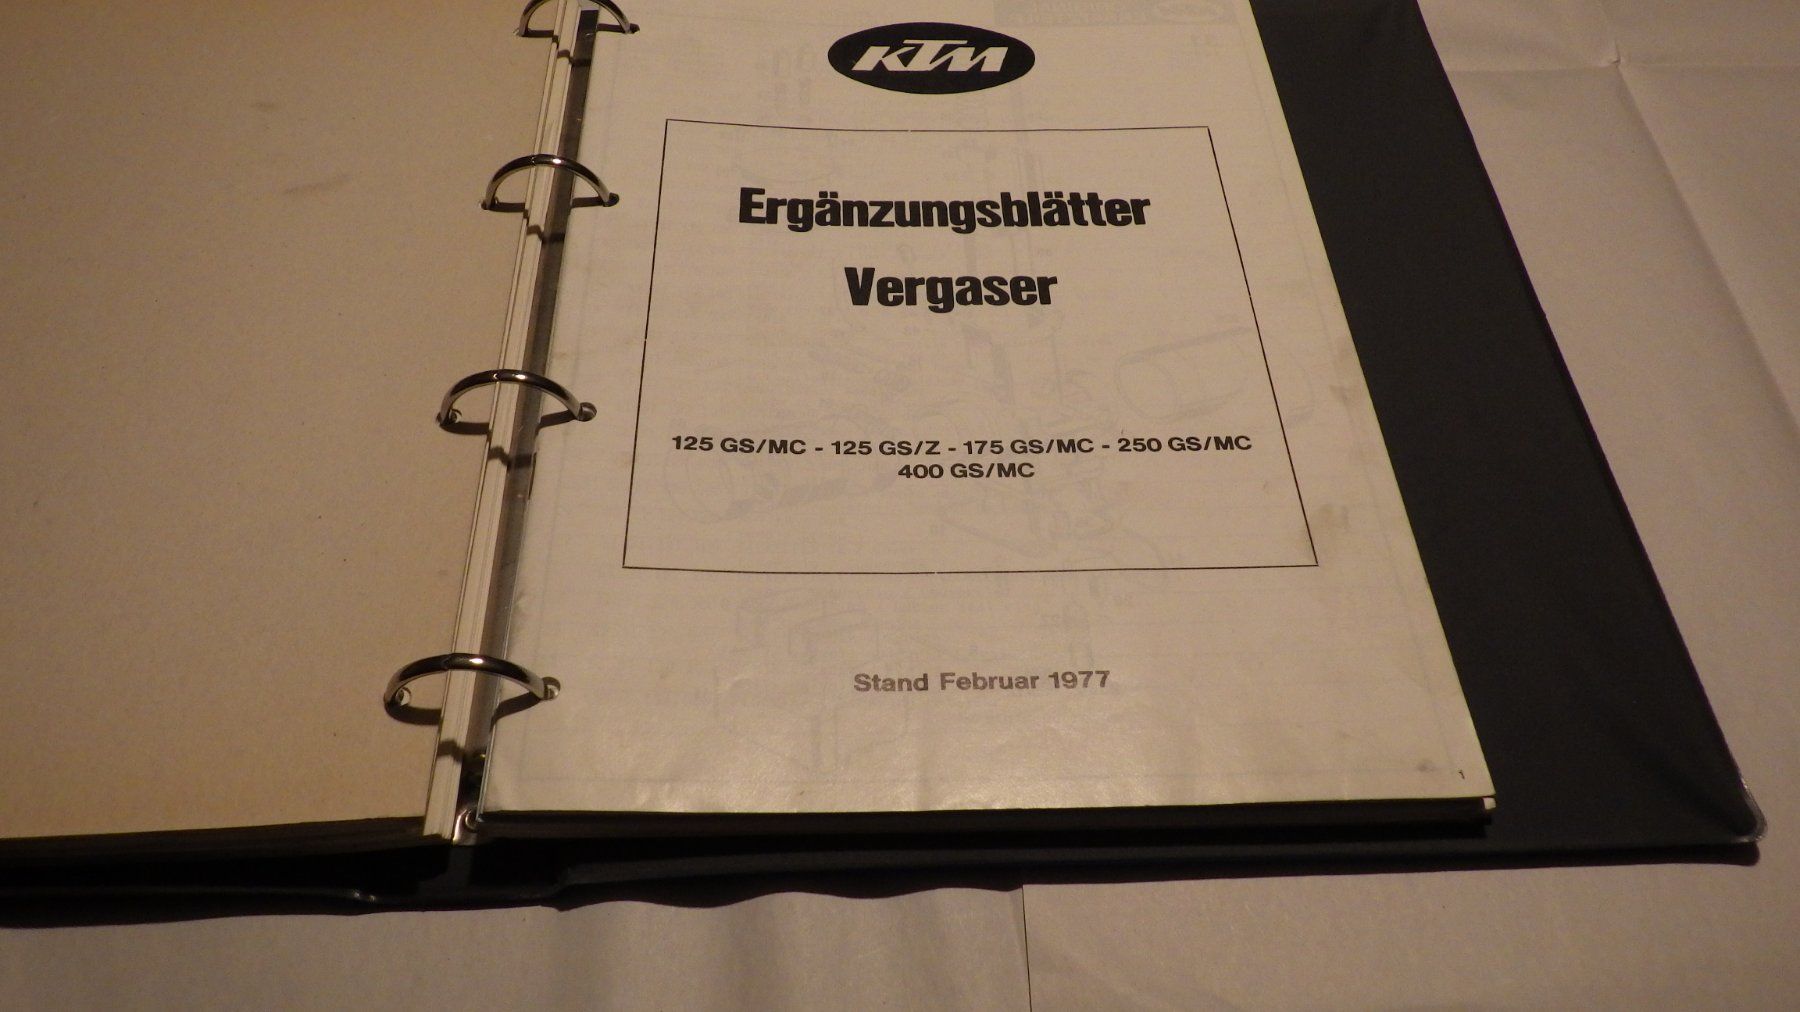 KTM
Ergänzungsblätter
Vergaser
125 GS/MC - 125 GS/Z - 175 GS/MC - 250 GS/MC
400 GS/MC
Stand Februar 1977
1